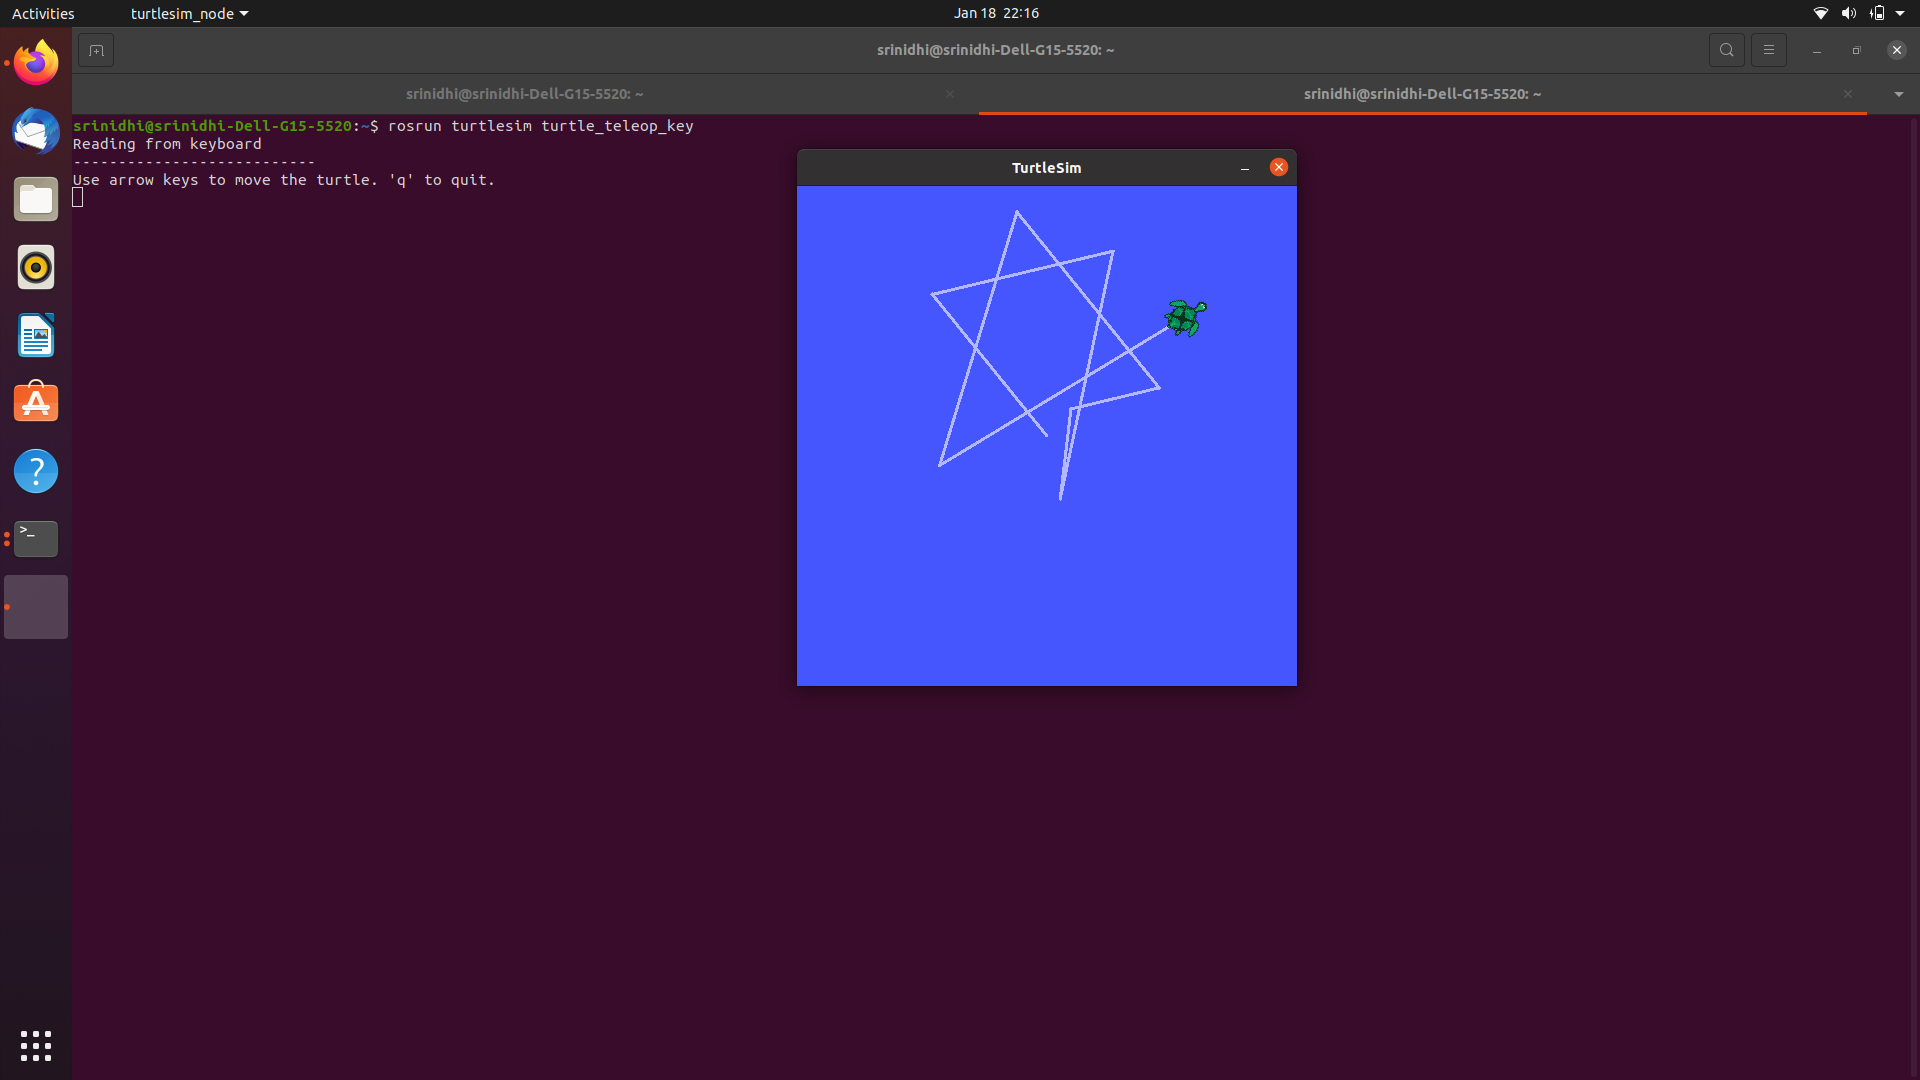 Activities
turtlesim_node
Jan 18 22:16
srinidhi@srinidhi-Dell-G15-5520: ~
srinidhi@srinidhi-Dell-G15-5520: ~
srinidhi@srinidhi-Dell-G15-5520: ~
srinidhi@srinidhi-Dell-G15-5520:~$ rosrun turtlesim turtle_teleop_key
Reading from keyboard
---------------------------
Use arrow keys to move the turtle. 'q' to quit.
TurtleSim